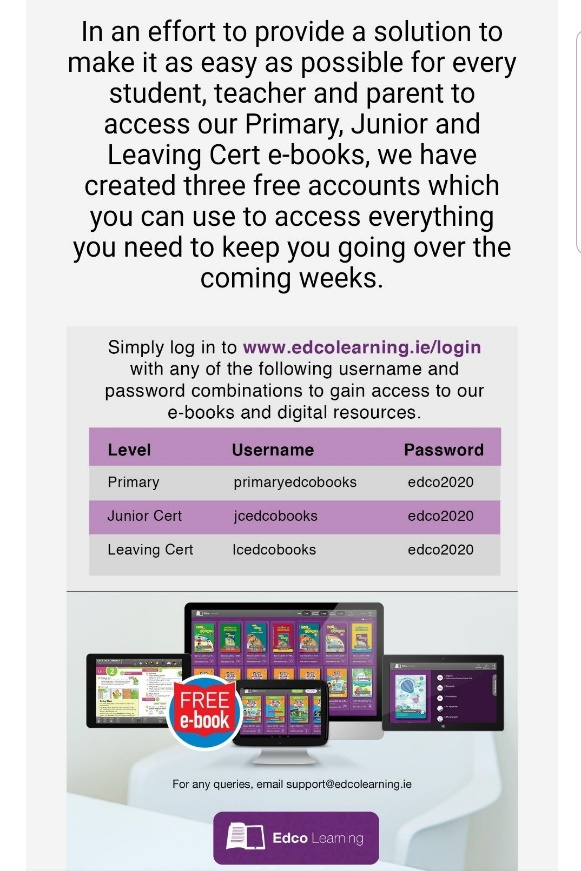 In an effort to provide a solution to
make it as easy as possible for every
student, teacher and parent to
access our Primary, Junior and
Leaving Cert e-books, we have
created three free accounts which
you can use to access everything
you need to keep you going over the
coming weeks.
Simply log in to www.edcolearning.ie/login
with any of the following username and
password combinations to gain access to our
e-books and digital resources.
Level Username Password
Primary primaryedcobooks edco2020
Junior Cert jcedcobooks edco2020
Leaving Cert lcedcobooks edco2020
FREE
e-book
For any queries, email support@edcolearning.ie
Edco Learning